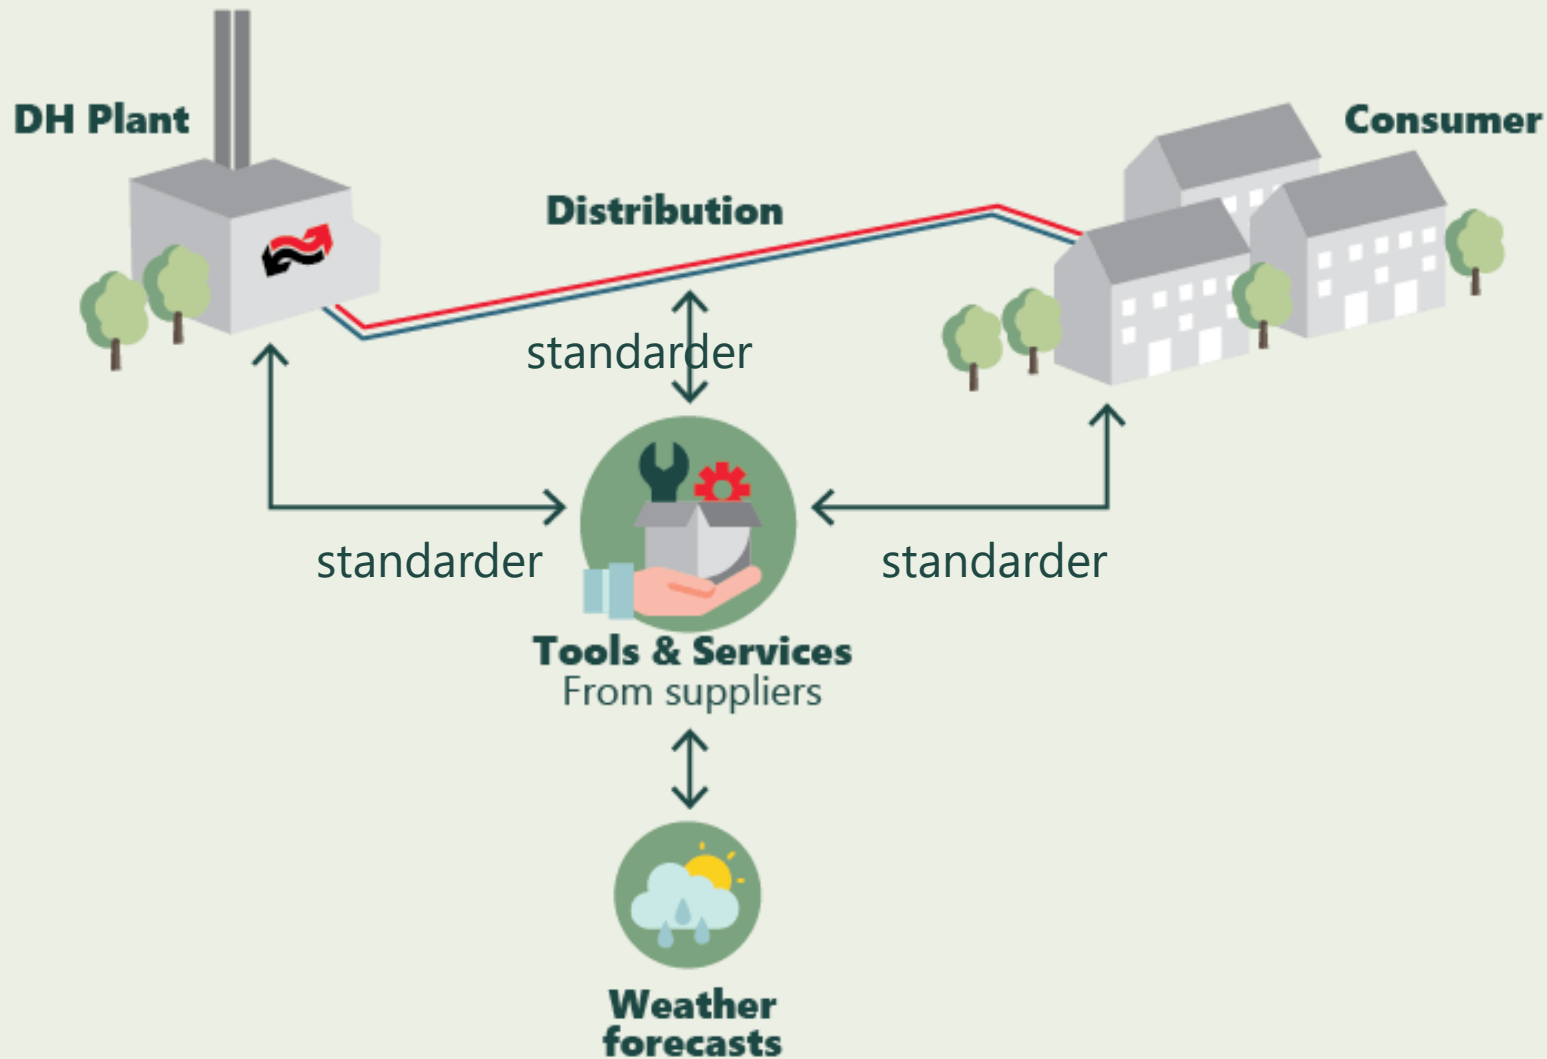 DH Plant
Consumer
Distribution
standarder
standarder
standarder
Tools & Services
From suppliers
Weather
forecasts